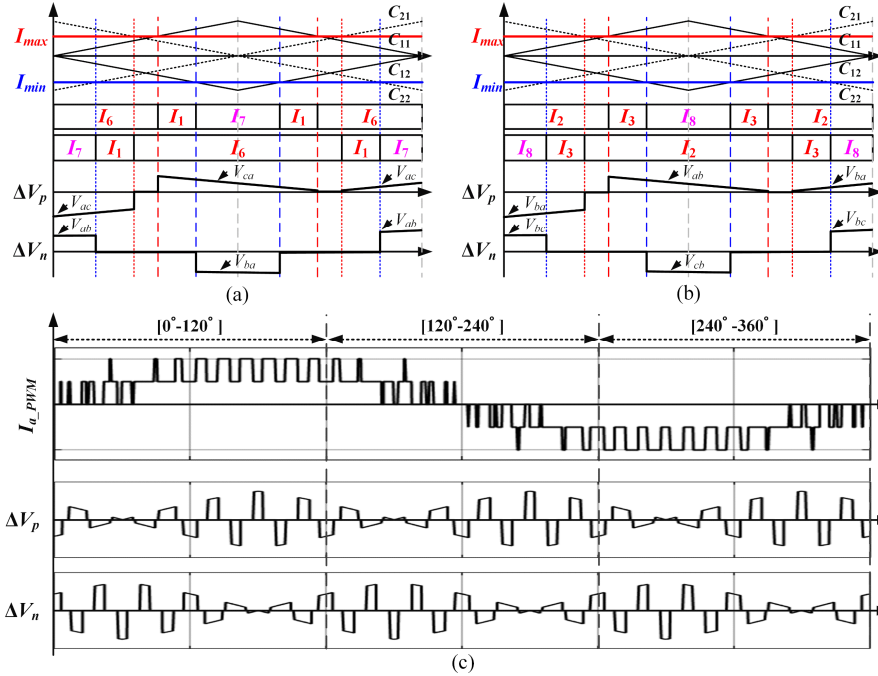 C21
Imax
C11
Imin
C12
C22
I6 I1 I7 I1 I6
I7 I1 I6 I1 I7
ΔVp
Vac Vca Vac
ΔVn
Vab Vba Vab
(a)
C21
Imax
C11
Imin
C12
C22
I2 I3 I8 I3 I2
I8 I3 I2 I3 I8
ΔVp
Vba Vab Vba
ΔVn
Vbc Vcb Vbc
(b)
[0°-120°] [120°-240°] [240°-360°]
Ia_PWM
ΔVp
ΔVn
(c)